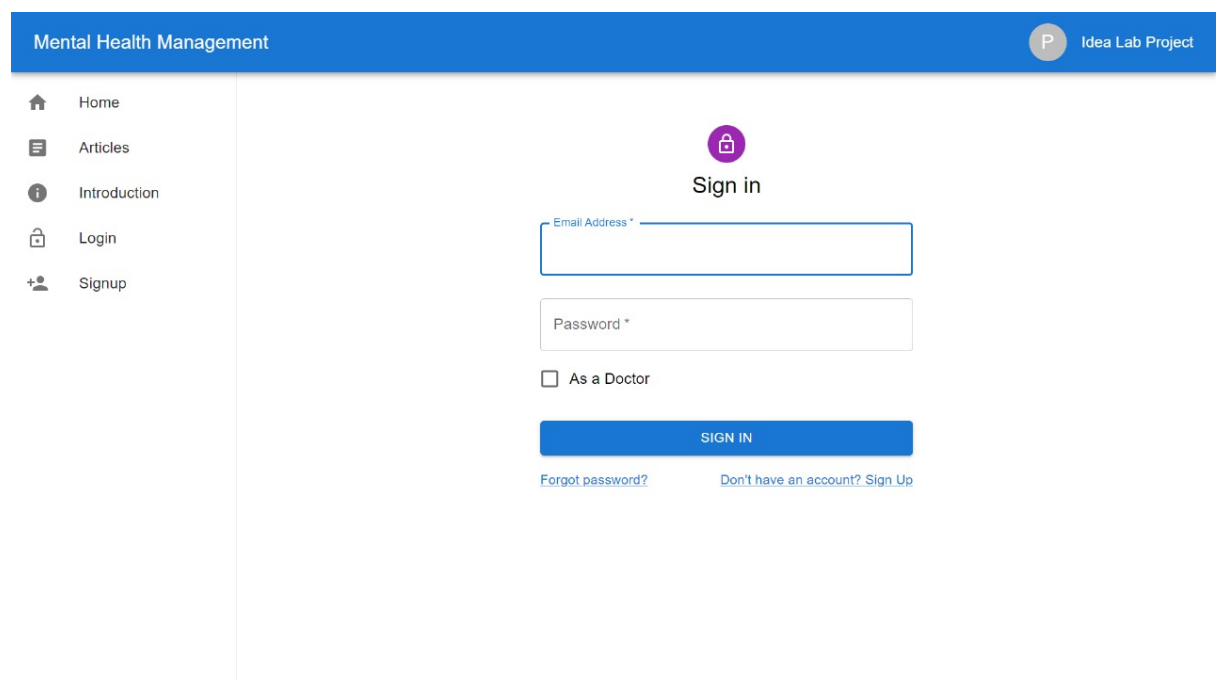 Mental Health Management
P
Idea Lab Project
Home
Articles
Introduction
Login
Signup
Sign in
Email Address *
Password *
As a Doctor
SIGN IN
Forgot password?
Don't have an account? Sign Up